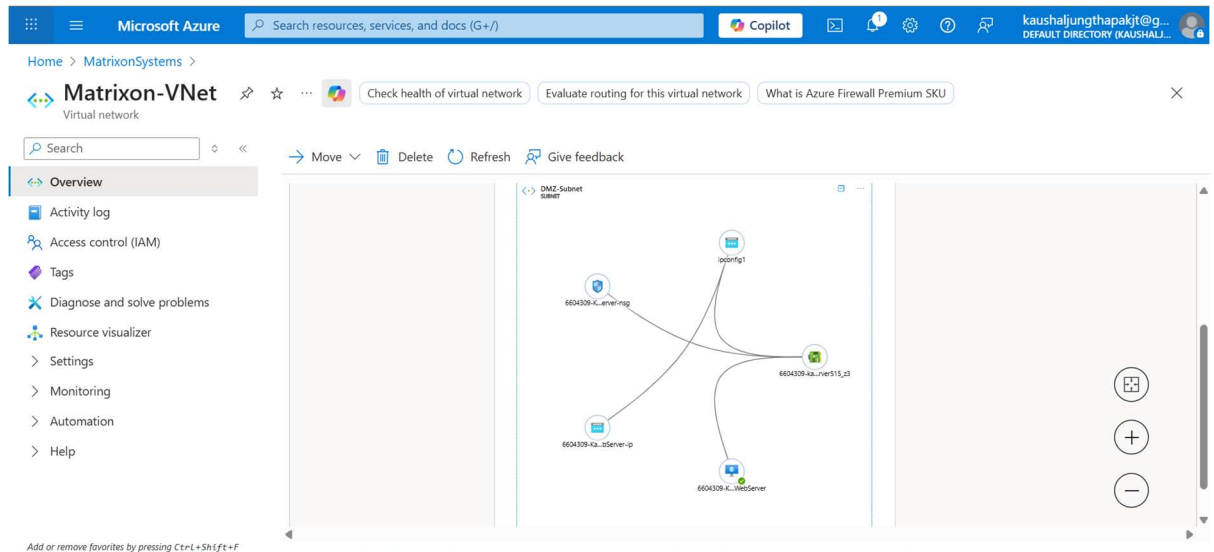 Microsoft Azure
Search resources, services, and docs (G+/)
Copilot
1
kaushaljungthapakjt@g...
DEFAULT DIRECTORY (KAUSHALJ...
Home > MatrixonSystems >
Matrixon-VNet
Virtual network
Check health of virtual network
Evaluate routing for this virtual network
What is Azure Firewall Premium SKU
Search
Move
Delete
Refresh
Give feedback
Overview
Activity log
Access control (IAM)
Tags
Diagnose and solve problems
Resource visualizer
Settings
Monitoring
Automation
Help
DMZ-Subnet
SUBNET
ipconfig1
6604309-K...erver-nsg
6604309-ka...rver515_z3
6604309-Ka...bServer-ip
6604309-K...WebServer
Add or remove favorites by pressing Ctrl+Shift+F